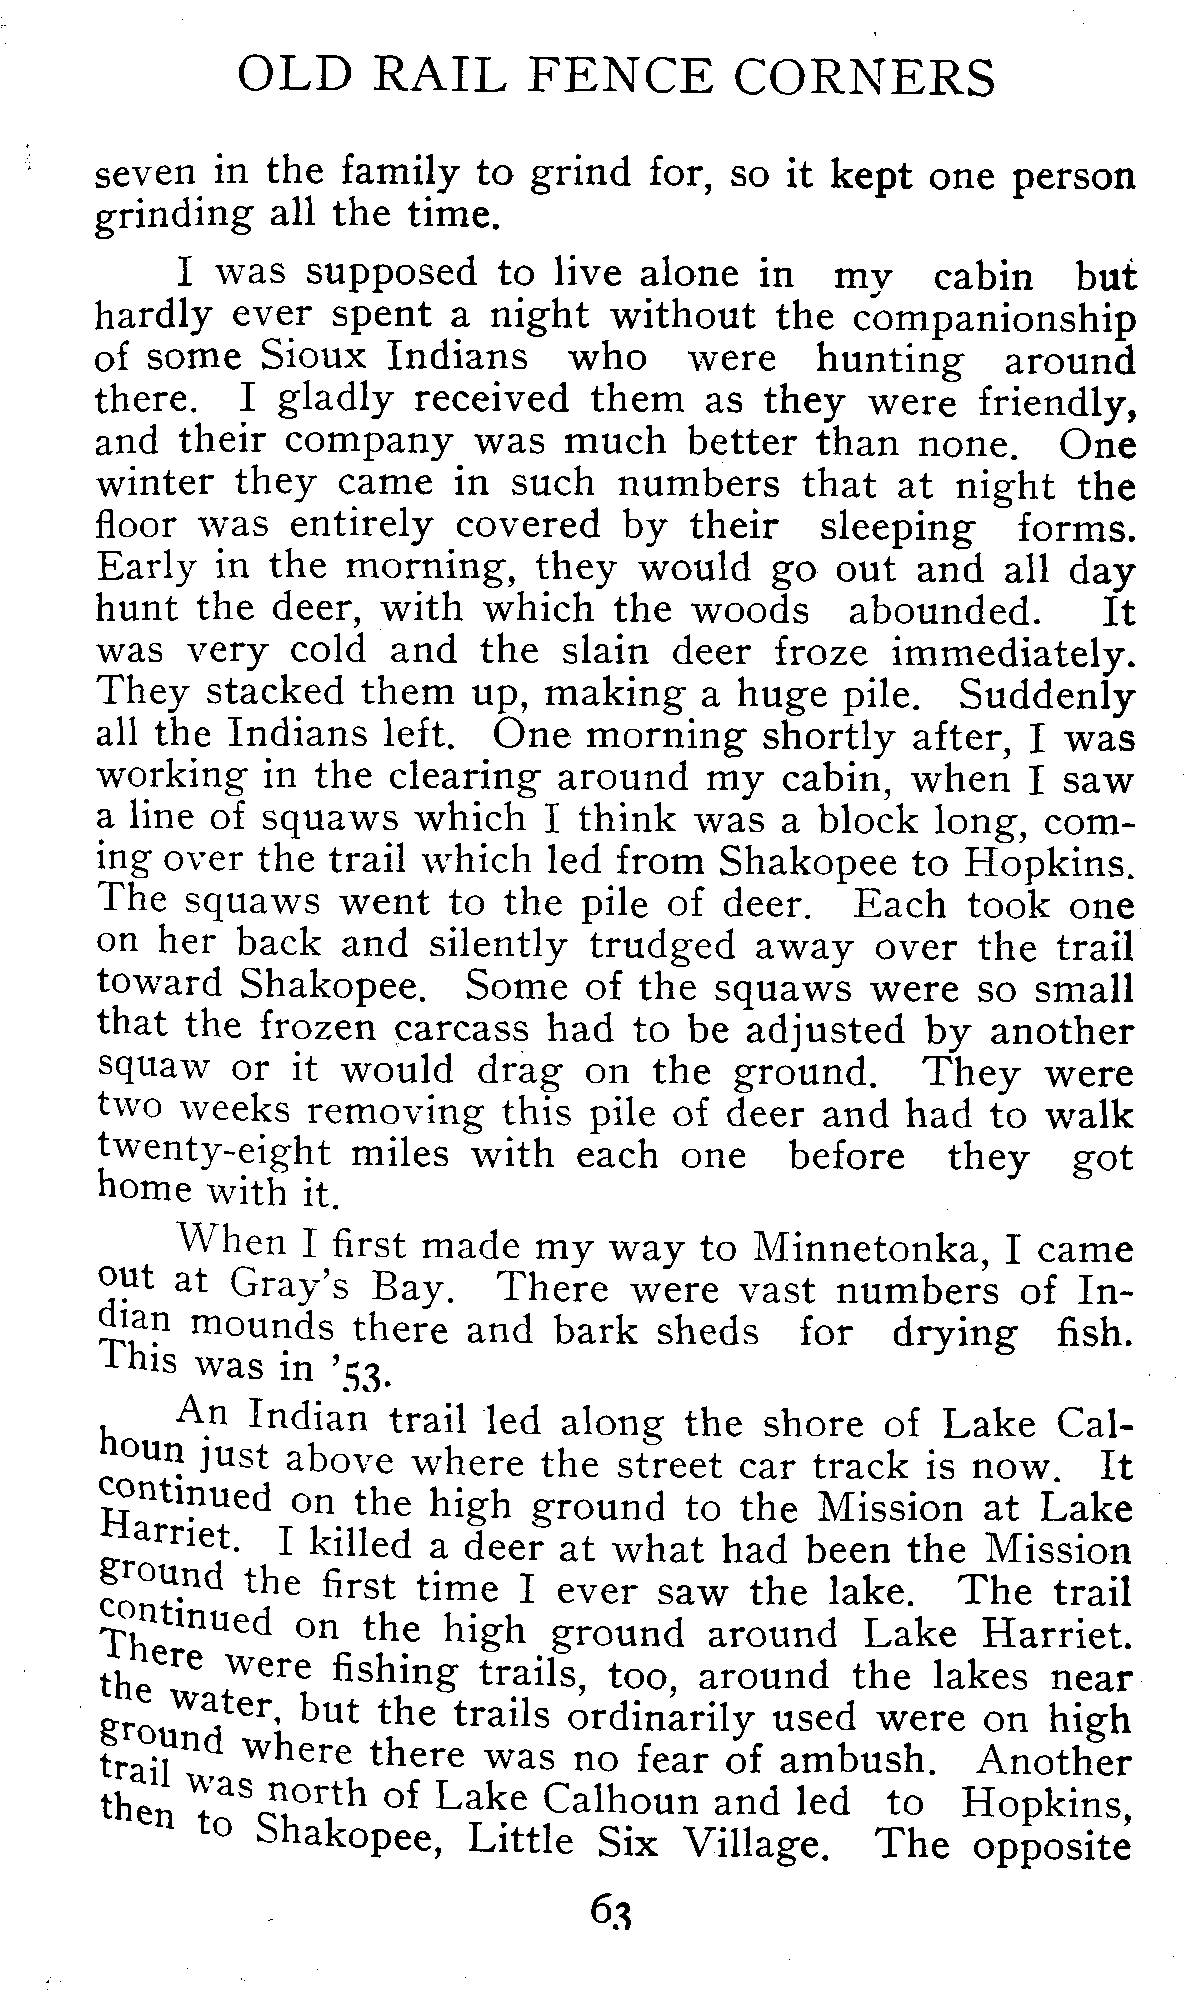 OLD RAIL FENCE CORNERS
seven in the family to grind for, so it kept one person
grinding all the time.
I was supposed to live alone in my cabin but
hardly ever spent a night without the companionship
of some Sioux Indians who were hunting around
there. I gladly received them as they were friendly,
and their company was much better than none. One
winter they came in such numbers that at night the
floor was entirely covered by their sleeping forms.
Early in the morning, they would go out and all day
hunt the deer, with which the woods abounded. It
was very cold and the slain deer froze immediately.
They stacked them up, making a huge pile. Suddenly
all the Indians left. One morning shortly after, I was
working in the clearing around my cabin, when I saw
a line of squaws which I think was a block long, com-
ing over the trail which led from Shakopee to Hopkins.
The squaws went to the pile of deer. Each took one
on her back and silently trudged away over the trail
toward Shakopee. Some of the squaws were so small
that the frozen carcass had to be adjusted by another
squaw or it would drag on the ground. They were
two weeks removing this pile of deer and had to walk
twenty-eight miles with each one before they got
home with it.
When I first made my way to Minnetonka, I came
out at Gray's Bay. There were vast numbers of In-
dian mounds there and bark sheds for drying fish.
This was in '53.
An Indian trail led along the shore of Lake Cal-
houn just above where the street car track is now. It
continued on the high ground to the Mission at Lake
Harriet. I killed a deer at what had been the Mission
ground the first time I ever saw the lake. The trail
continued on the high ground around Lake Harriet.
There were fishing trails, too, around the lakes near
the water, but the trails ordinarily used were on high
ground where there was no fear of ambush. Another
trail was north of Lake Calhoun and led to Hopkins,
then to Shakopee, Little Six Village. The opposite
63